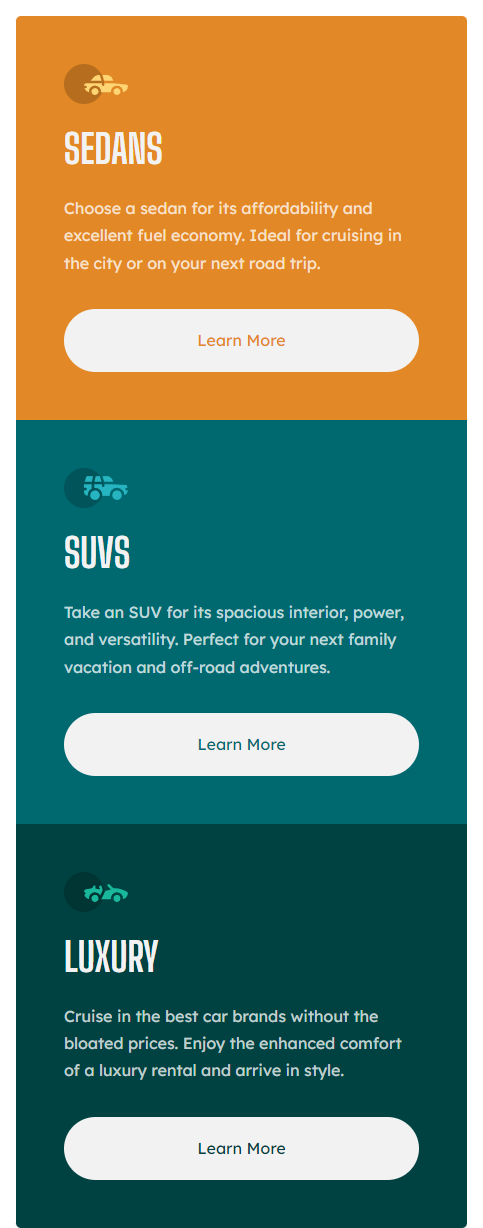 SEDANS
Choose a sedan for its affordability and
excellent fuel economy. Ideal for cruising in
the city or on your next road trip.
Learn More
SUVS
Take an SUV for its spacious interior, power,
and versatility. Perfect for your next family
vacation and off-road adventures.
Learn More
LUXURY
Cruise in the best car brands without the
bloated prices. Enjoy the enhanced comfort
of a luxury rental and arrive in style.
Learn More